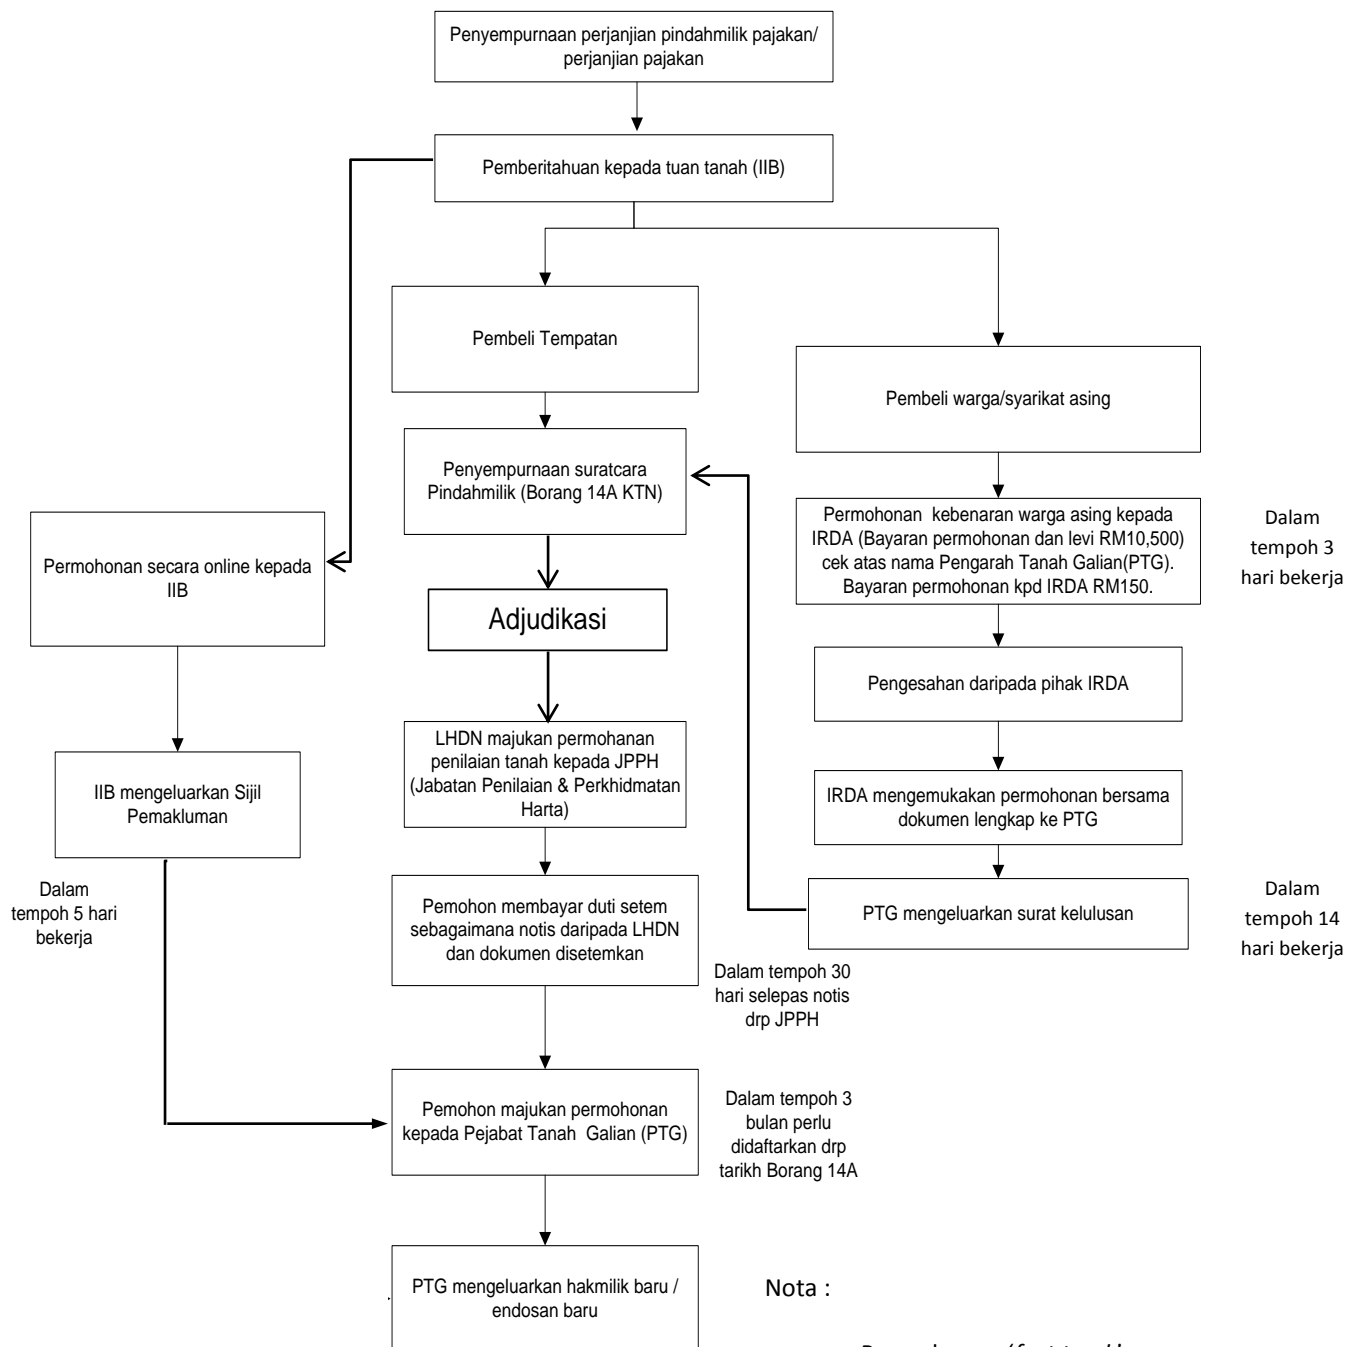 Penyempurnaan perjanjian pindahmilik pajakan/
perjanjian pajakan
Pemberitahuan kepada tuan tanah (IIB)
Pembeli Tempatan
Pembeli warga/syarikat asing
Penyempurnaan suratcara
Pindahmilik (Borang 14A KTN)
Permohonan kebenaran warga asing kepada
IRDA (Bayaran permohonan dan levi RM10,500)
cek atas nama Pengarah Tanah Galian(PTG).
Bayaran permohonan kpd IRDA RM150.
Dalam
tempoh 3
hari bekerja
Permohonan secara online kepada
IIB
Adjudikasi
Pengesahan daripada pihak IRDA
LHDN majukan permohanan
penilaian tanah kepada JPPH
(Jabatan Penilaian & Perkhidmatan
Harta)
IIB mengeluarkan Sijil
Pemakluman
IRDA mengemukakan permohonan bersama
dokumen lengkap ke PTG
Dalam
tempoh 5 hari
bekerja
Pemohon membayar duti setem
sebagaimana notis daripada LHDN
dan dokumen disetemkan
PTG mengeluarkan surat kelulusan
Dalam
tempoh 14
hari bekerja
Dalam tempoh 30
hari selepas notis
drp JPPH
Pemohon majukan permohonan
kepada Pejabat Tanah Galian (PTG)
Dalam tempoh 3
bulan perlu
didaftarkan drp
tarikh Borang 14A
PTG mengeluarkan hakmilik baru /
endosan baru
Nota :